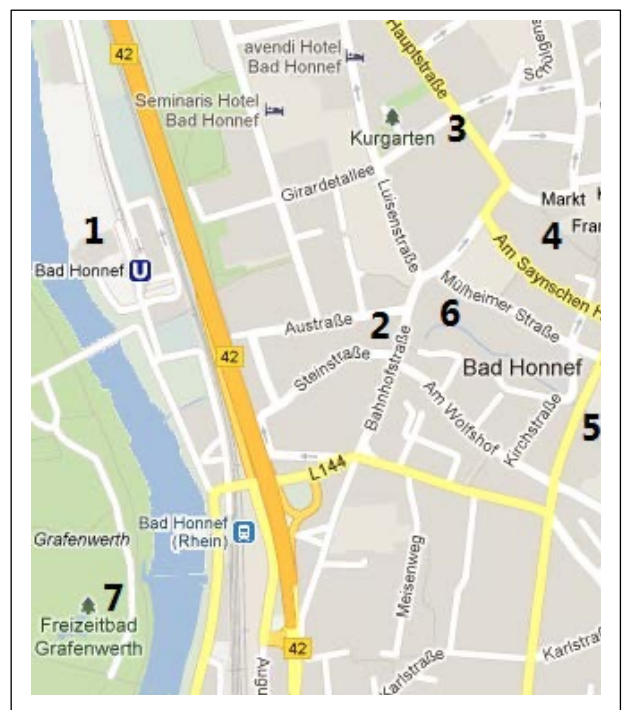 42
avendi Hotel
Bad Honnef
Hauptstraße
Seminaris Hotel
Bad Honnef
Kurgarten
3
Girardetallee
Luisenstraße
Markt
1
4
Bad Honnef U
Am Saynschen H
Mülheimer Straße
2
6
Austraße
42
Steinstraße
Bahnhofstraße
Bad Honnef
Am Wolfshof
Kirchstraße
5
L144
Bad Honnef
(Rhein)
Grafenwerth
Meisenweg
7
Freizeitbad
Grafenwerth
42
Karlstraße
Karlstraß
Augu